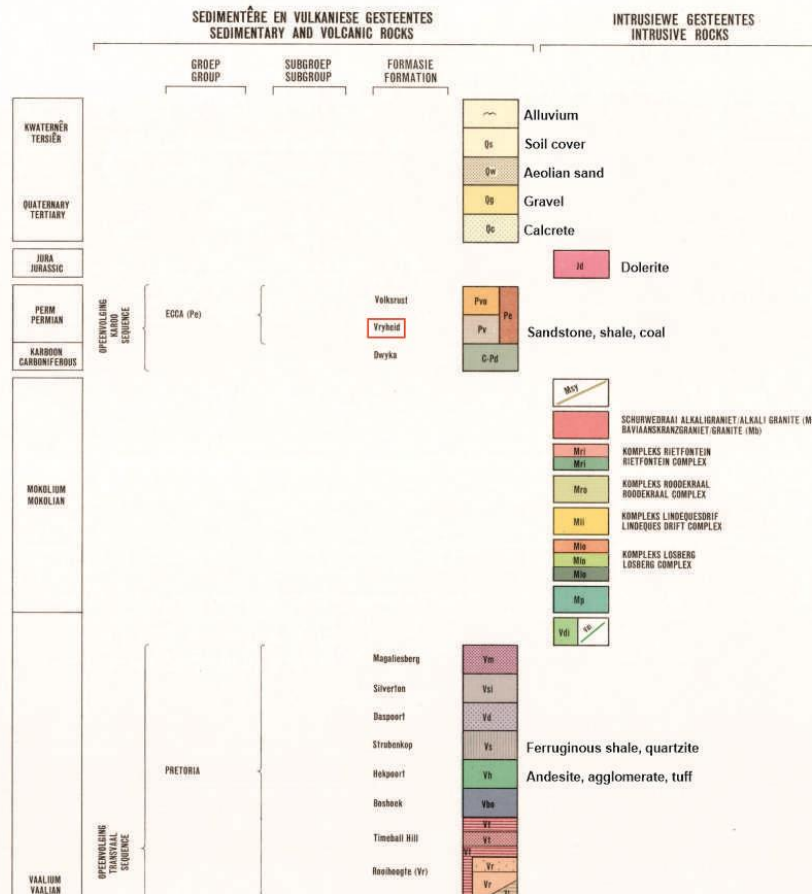 SEDIMENTÊRE EN VULKANIESE GESTEENTES
SEDIMENTARY AND VOLCANIC ROCKS
INTRUSIEWE GESTEENTES
INTRUSIVE ROCKS
GROEP
GROUP
SUBGROEP
SUBGROUP
FORMASIE
FORMATION
KWATERNÊR
TERSIÊR
QUATERNARY
TERTIARY
Alluvium
Qs
Soil cover
Qw
Aeolian sand
Qg
Gravel
Qc
Calcrete
JURA
JURASSIC
Jd
Dolerite
PERM
PERMIAN
KARBOON
CARBONIFEROUS
OPEENVOLGING
KAROO
SEQUENCE
ECCA (Pe)
Volksrust
Pvo
Pe
Vryheid
Pv
Sandstone, shale, coal
Dwyka
C-Pd
MOKOLIUM
MOKOLIAN
Msy
SCHURWEDRAAI ALKALIGRANIET/ALKALI GRANITE (M
BAVIAANSKRANZGRANIET/GRANITE (Mb)
Mri
Mri
KOMPLEKS RIETFONTEIN
RIETFONTEIN COMPLEX
Mro
KOMPLEKS ROODEKRAAL
ROODEKRAAL COMPLEX
Mli
KOMPLEKS LINDEQUESDRIF
LINDEQUES DRIFT COMPLEX
Mlo
Mlo
Mlo
KOMPLEKS LOSBERG
LOSBERG COMPLEX
Mp
Vdi
VAALIUM
VAALIAN
OPEENVOLGING
TRANSVAAL
SEQUENCE
PRETORIA
Magaliesberg
Vm
Silverton
Vsi
Daspoort
Vd
Strubenkop
Vs
Ferruginous shale, quartzite
Hekpoort
Vh
Andesite, agglomerate, tuff
Boshoek
Vbo
Timeball Hill
Vt
Vt
Vt
Rooihoogte (Vr)
Vr
Vr